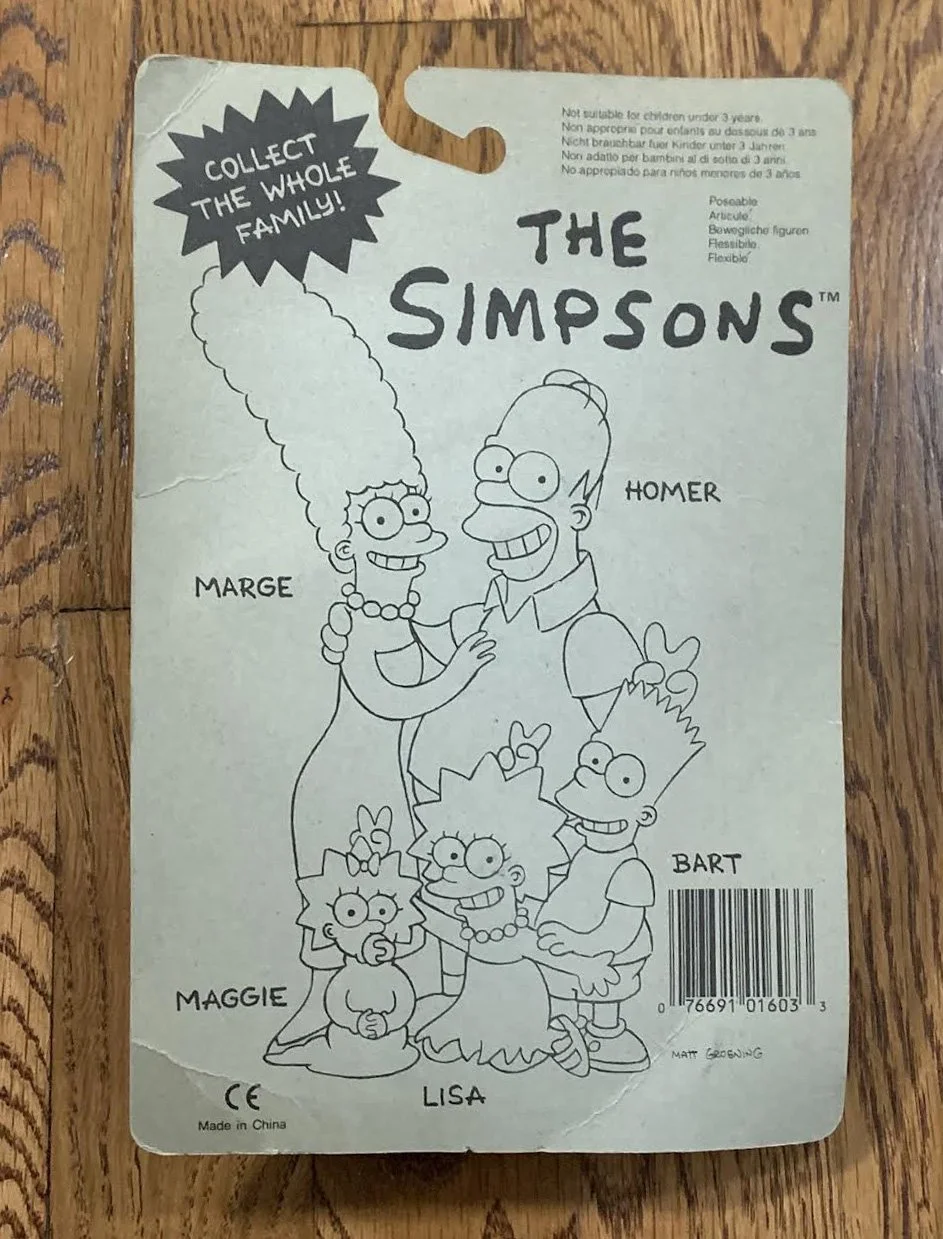 COLLECT
THE WHOLE
FAMILY!
Not suitable for children under 3 years.
Non approprie pour enfants au dessous de 3 ans
Nicht brauchbar fuer Kinder unter 3 Jahren
Non adatto per bambini al di sotto di 3 anni.
No appropiado para niños menores de 3 años
Poseable
Articulé
Bewegliche figuren
Flessibile
Flexible
THE
SIMPSONS™
HOMER
MARGE
BART
0 76691 01603 3
MAGGIE
MATT GROENING
LISA
CE
Made in China